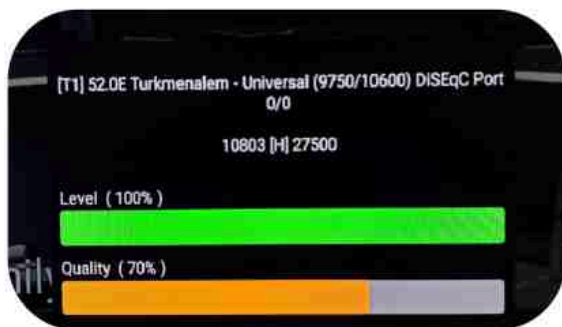 [T1] 52.0E Turkmenalem - Universal (9750/10600) DiSEqC Port
0/0
10803 [H] 27500
Level ( 100% )
Quality ( 70% )